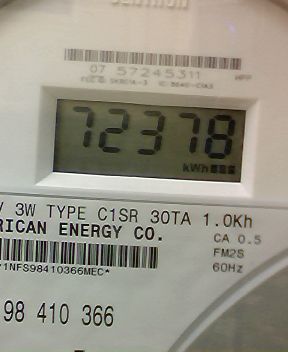 07 57245311
72378
kWh
V 3W TYPE C1SR 30TA 1.0Kh
RICAN ENERGY CO.
CA 0.5
FM2S
60Hz
1NFS98410366MEC*
98 410 366